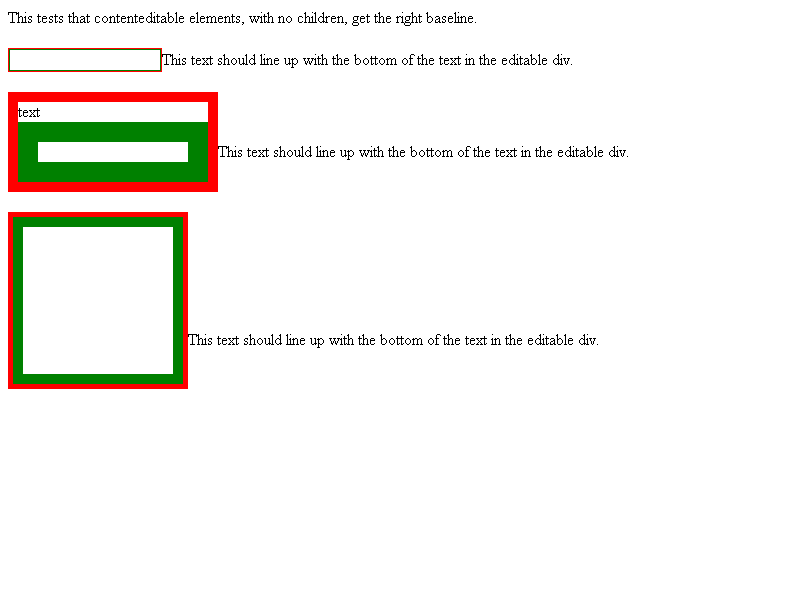 This tests that contenteditable elements, with no children, get the right baseline.
This text should line up with the bottom of the text in the editable div.
text
This text should line up with the bottom of the text in the editable div.
This text should line up with the bottom of the text in the editable div.